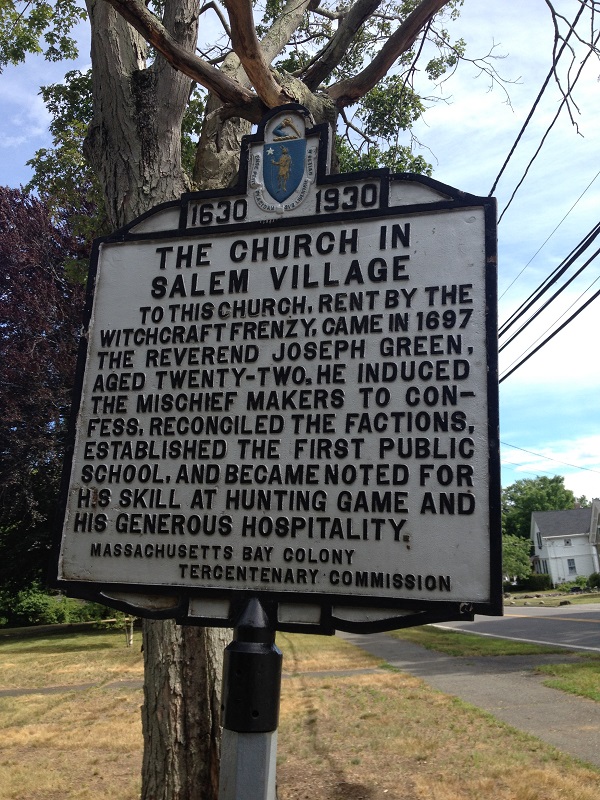 1630 1930
THE CHURCH IN
SALEM VILLAGE
TO THIS CHURCH, RENT BY THE
WITCHCRAFT FRENZY, CAME IN 1697
THE REVEREND JOSEPH GREEN,
AGED TWENTY-TWO. HE INDUCED
THE MISCHIEF MAKERS TO CON-
FESS, RECONCILED THE FACTIONS,
ESTABLISHED THE FIRST PUBLIC
SCHOOL, AND BECAME NOTED FOR
HIS SKILL AT HUNTING GAME AND
HIS GENEROUS HOSPITALITY.
MASSACHUSETTS BAY COLONY
TERCENTENARY COMMISSION